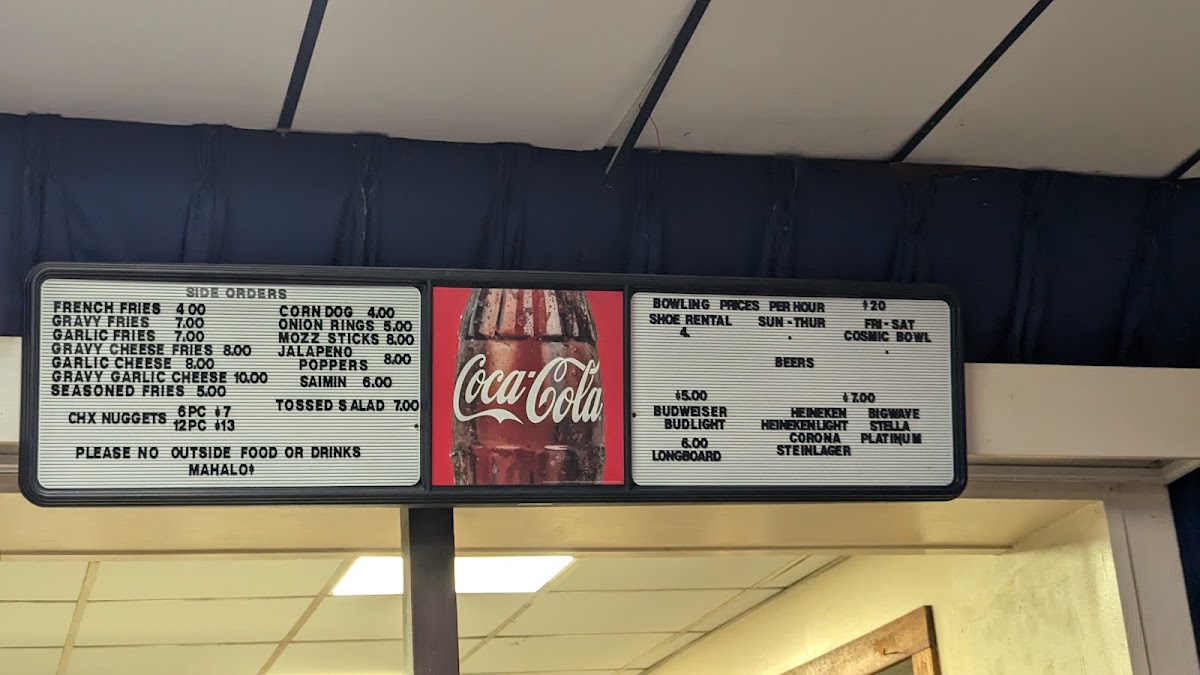 SIDE ORDERS
FRENCH FRIES 4 00
GRAVY FRIES 7.00
GARLIC FRIES 7.00
GRAVY CHEESE FRIES 8.00
GARLIC CHEESE 8.00
GRAVY GARLIC CHEESE 10.00
SEASONED FRIES 5.00
CHX NUGGETS 6PC $7
12PC $13
CORN DOG 4.00
ONION RINGS 5.00
MOZZ STICKS 8.00
JALAPENO
POPPERS 8.00
SAIMIN 6.00
TOSSED SALAD 7.00
PLEASE NO OUTSIDE FOOD OR DRINKS
MAHALO
Coca-Cola
BOWLING PRICES PER HOUR $20
SHOE RENTAL SUN-THUR FRI-SAT
4. COSMIC BOWL
BEERS
$5.00
BUDWEISER
BUDLIGHT
6.00
LONGBOARD
$7.00
HEINEKEN BIGWAVE
HEINEKENLIGHT STELLA
CORONA PLATINUM
STEINLAGER